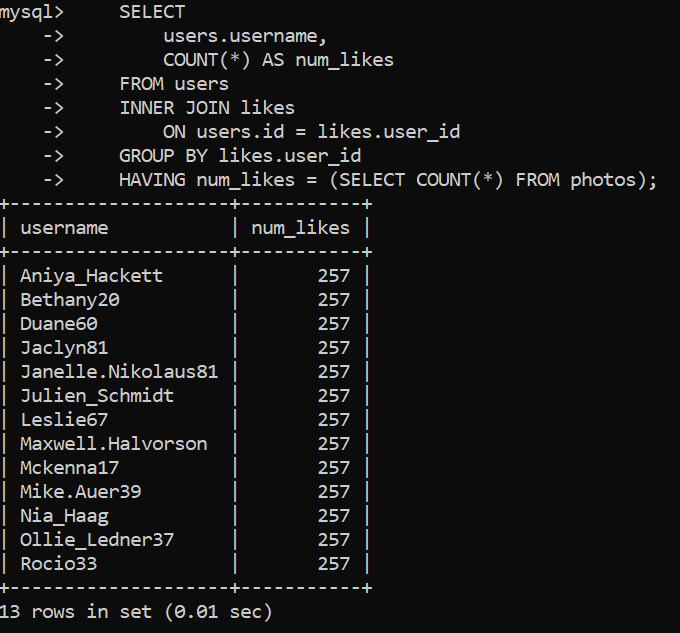 mysql>     SELECT
    ->         users.username,
    ->         COUNT(*) AS num_likes
    ->     FROM users
    ->     INNER JOIN likes
    ->         ON users.id = likes.user_id
    ->     GROUP BY likes.user_id
    ->     HAVING num_likes = (SELECT COUNT(*) FROM photos);
+--------------------+-----------+
| username           | num_likes |
+--------------------+-----------+
| Aniya_Hackett      |       257 |
| Bethany20          |       257 |
| Duane60            |       257 |
| Jaclyn81           |       257 |
| Janelle.Nikolaus81 |       257 |
| Julien_Schmidt     |       257 |
| Leslie67           |       257 |
| Maxwell.Halvorson  |       257 |
| Mckenna17          |       257 |
| Mike.Auer39        |       257 |
| Nia_Haag           |       257 |
| Ollie_Ledner37     |       257 |
| Rocio33            |       257 |
+--------------------+-----------+
13 rows in set (0.01 sec)